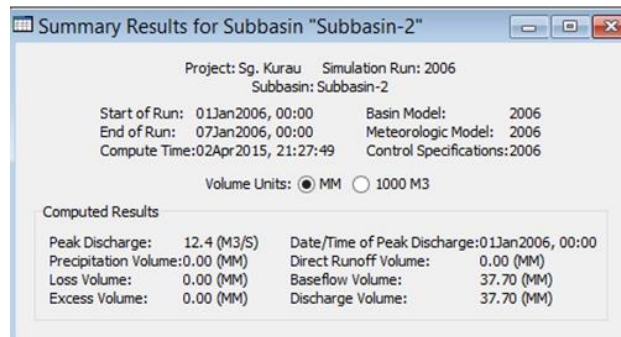 Summary Results for Subbasin "Subbasin-2"
Project: Sg. Kurau Simulation Run: 2006
Subbasin: Subbasin-2
Start of Run: 01Jan2006, 00:00 Basin Model: 2006
End of Run: 07Jan2006, 00:00 Meteorologic Model: 2006
Compute Time:02Apr2015, 21:27:49 Control Specifications:2006
Volume Units: MM 1000 M3
Computed Results
Peak Discharge: 12.4 (M3/S) Date/Time of Peak Discharge:01Jan2006, 00:00
Precipitation Volume:0.00 (MM) Direct Runoff Volume: 0.00 (MM)
Loss Volume: 0.00 (MM) Baseflow Volume: 37.70 (MM)
Excess Volume: 0.00 (MM) Discharge Volume: 37.70 (MM)